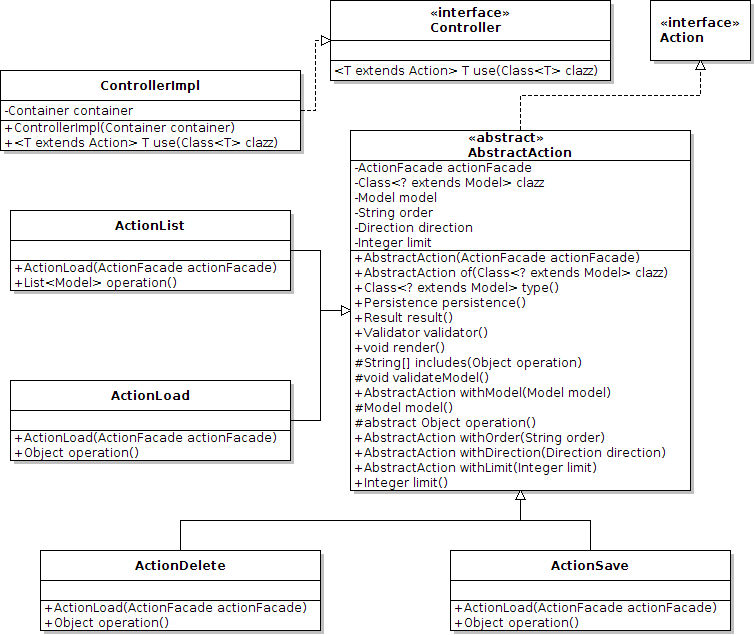 «interface»
Controller
<T extends Action> T use(Class<T> clazz)
«interface»
Action
ControllerImpl
-Container container
+ControllerImpl(Container container)
+<T extends Action> T use(Class<T> clazz)
«abstract»
AbstractAction
-ActionFacade actionFacade
-Class<? extends Model> clazz
-Model model
-String order
-Direction direction
-Integer limit
+AbstractAction(ActionFacade actionFacade)
+AbstractAction of(Class<? extends Model> clazz)
+Class<? extends Model> type()
+Persistence persistence()
+Result result()
+Validator validator()
+void render()
#String[] includes(Object operation)
#void validateModel()
+AbstractAction withModel(Model model)
#Model model()
#abstract Object operation()
+AbstractAction withOrder(String order)
+AbstractAction withDirection(Direction direction)
+AbstractAction withLimit(Integer limit)
+Integer limit()
ActionList
+ActionLoad(ActionFacade actionFacade)
+List<Model> operation()
ActionLoad
+ActionLoad(ActionFacade actionFacade)
+Object operation()
ActionDelete
+ActionLoad(ActionFacade actionFacade)
+Object operation()
ActionSave
+ActionLoad(ActionFacade actionFacade)
+Object operation()